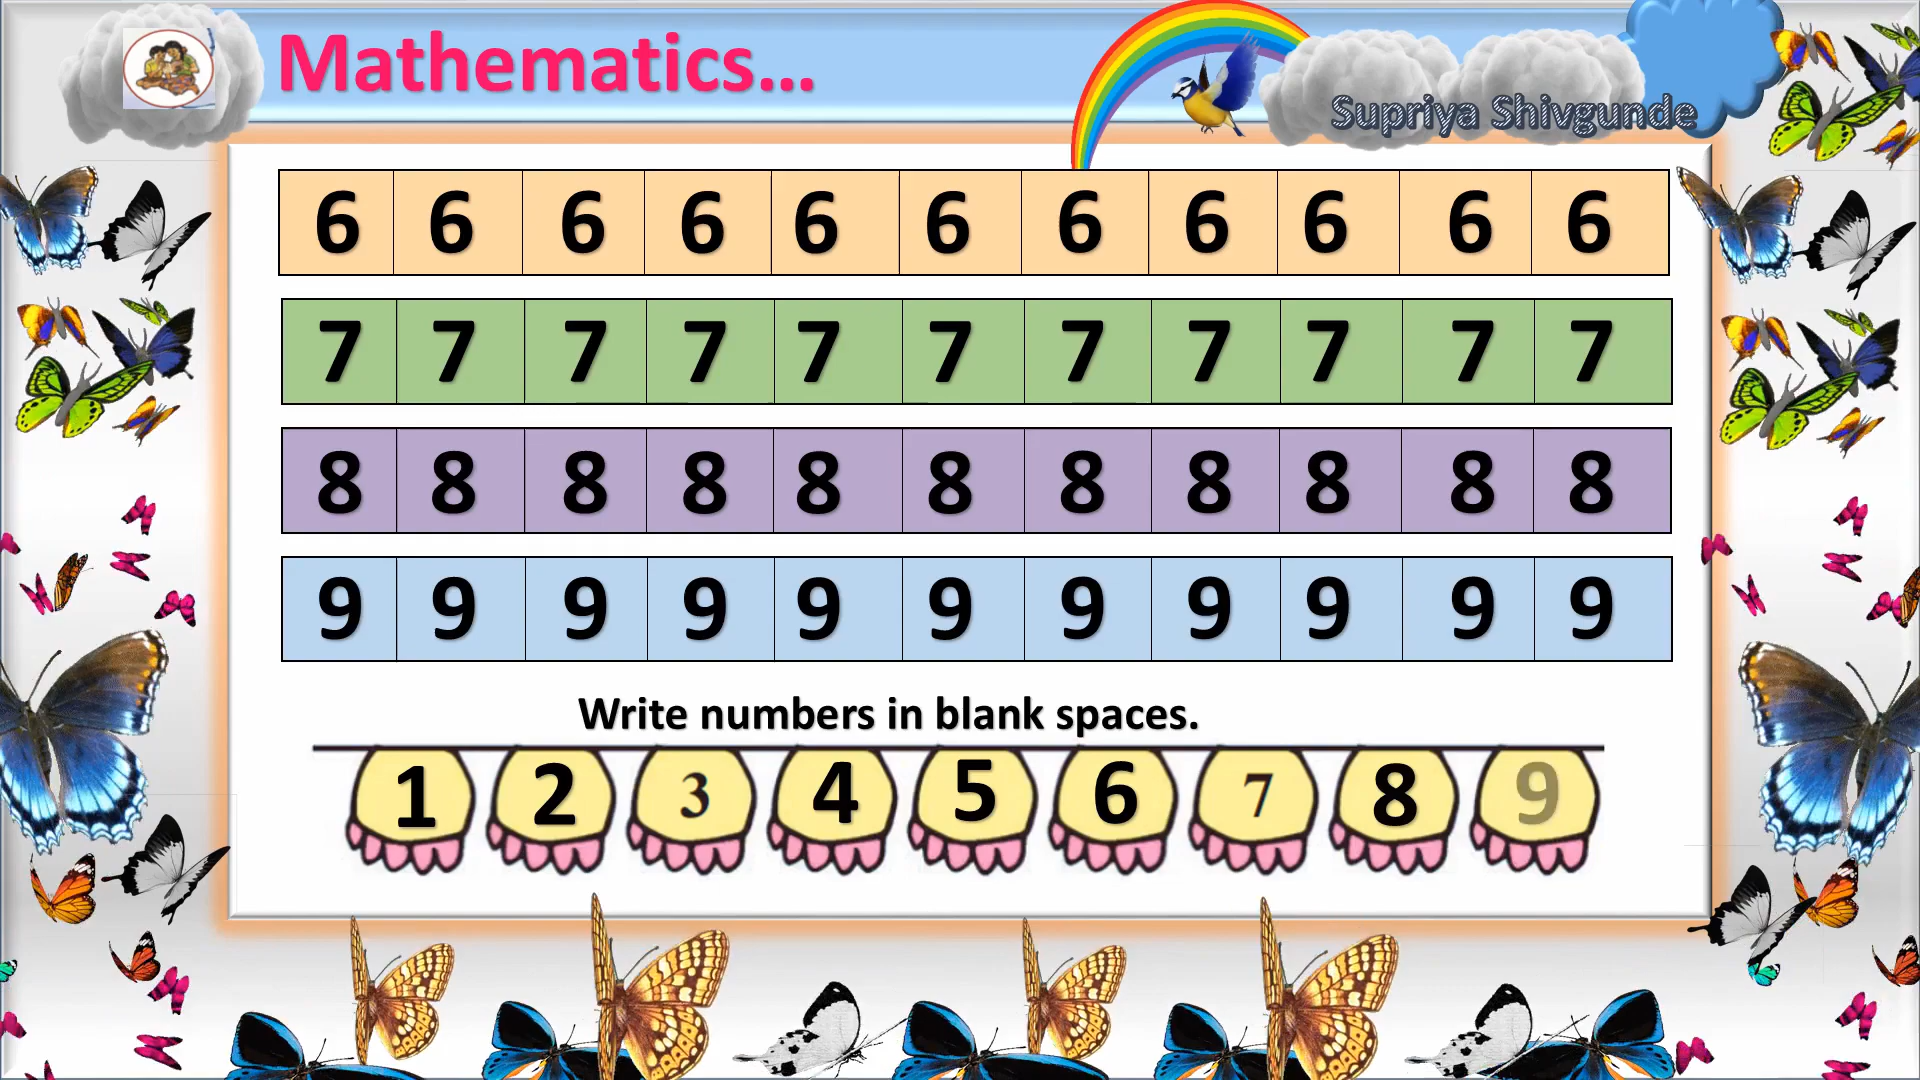 Mathematics...
Supriya Shivgunde
6 6 6 6 6 6 6 6 6 6 6
7 7 7 7 7 7 7 7 7 7 7
8 8 8 8 8 8 8 8 8 8 8
9 9 9 9 9 9 9 9 9 9 9
Write numbers in blank spaces.
1 2 3 4 5 6 7 8 9